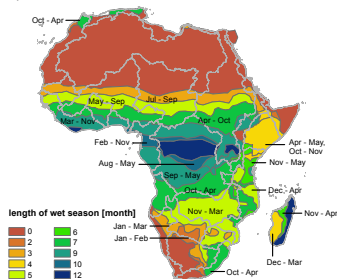 Oct - Apr
May - Sep
Jul - Sep
Mar - Nov
Apr - Oct
Feb - Nov
Apr - May,
Oct - Nov
Aug - May
Nov - May
Sep - May
Oct - Apr
Dec - Apr
Nov - Mar
Nov - Apr
Jan - Mar
Jan - Feb
Dec - Mar
Oct - Apr
length of wet season [month]
0
2
3
4
5
6
7
9
10
12